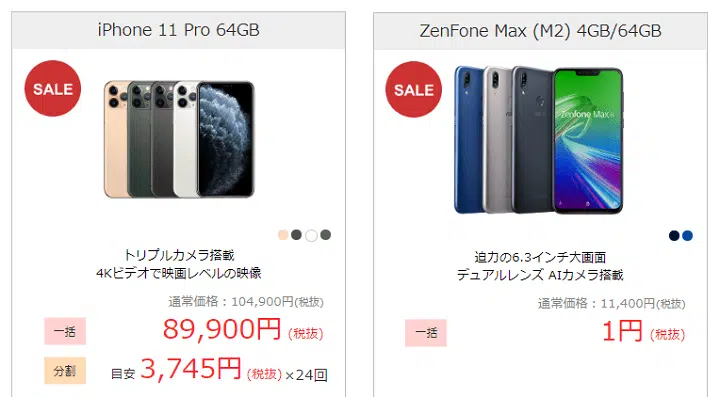 iPhone 11 Pro 64GB
SALE
トリプルカメラ搭載
4Kビデオで映画レベルの映像
通常価格：104,900円(税抜)
一括 89,900円 (税抜)
分割 目安 3,745円 (税抜) ×24回
ZenFone Max (M2) 4GB/64GB
SALE
Zenfone Max
迫力の6.3インチ大画面
デュアルレンズ AIカメラ搭載
通常価格：11,400円(税抜)
一括 1円 (税抜)